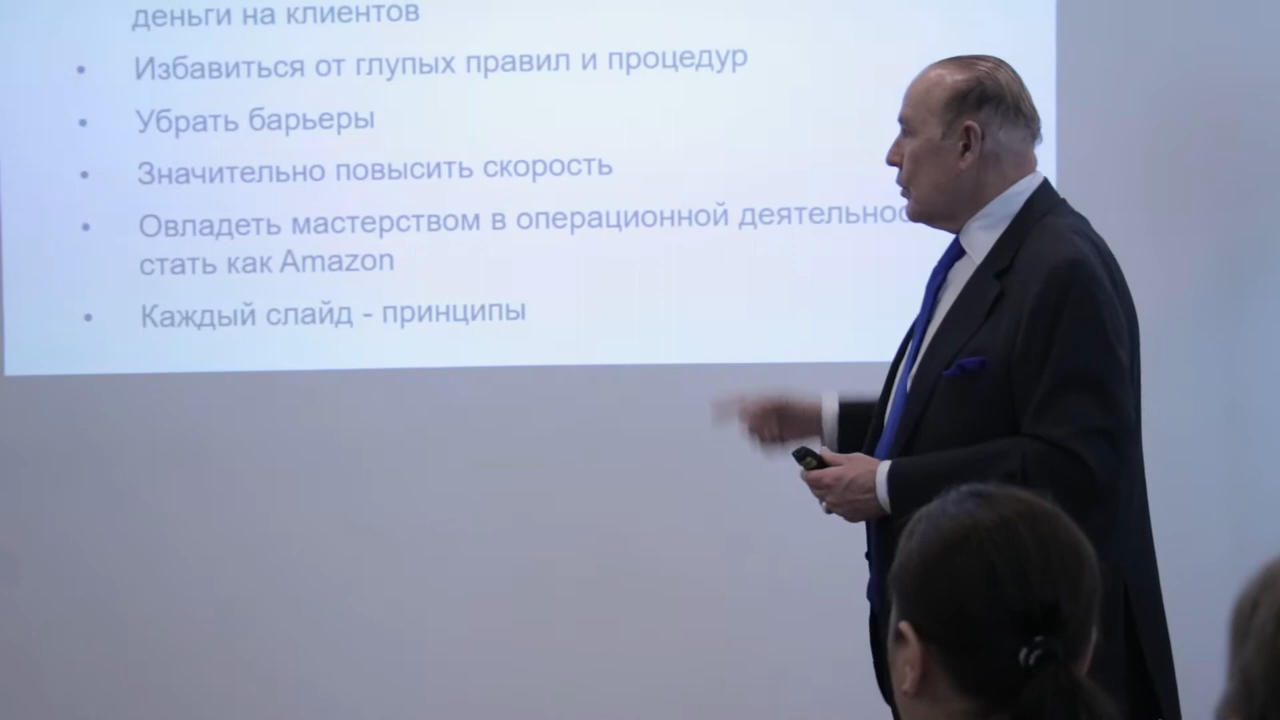 деньги на клиентов
• Избавиться от глупых правил и процедур
• Убрать барьеры
• Значительно повысить скорость
• Овладеть мастерством в операционной деятельнос
стать как Amazon
• Каждый слайд - принципы